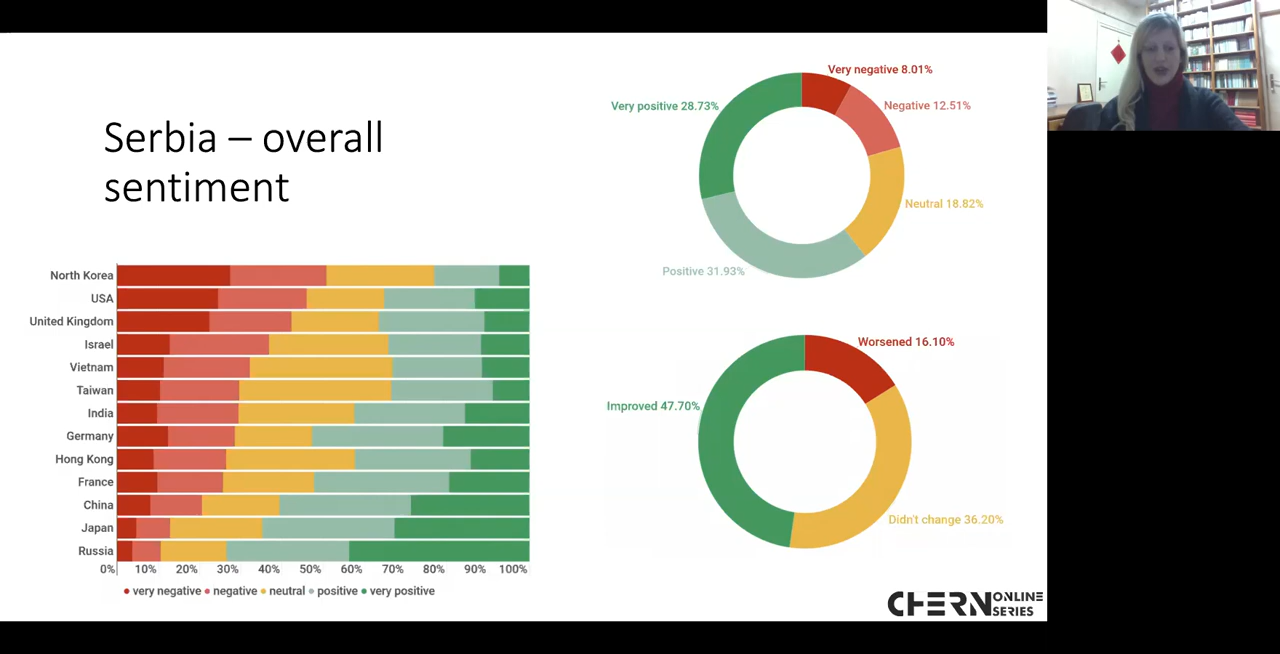 Serbia – overall
sentiment
Very negative 8.01%
Negative 12.51%
Neutral 18.82%
Positive 31.93%
Very positive 28.73%
North Korea
USA
United Kingdom
Israel
Vietnam
Taiwan
India
Germany
Hong Kong
France
China
Japan
Russia
0% 10% 20% 30% 40% 50% 60% 70% 80% 90% 100%
very negative negative neutral positive very positive
Worsened 16.10%
Improved 47.70%
Didn't change 36.20%
CHERN ONLINE
SERIES